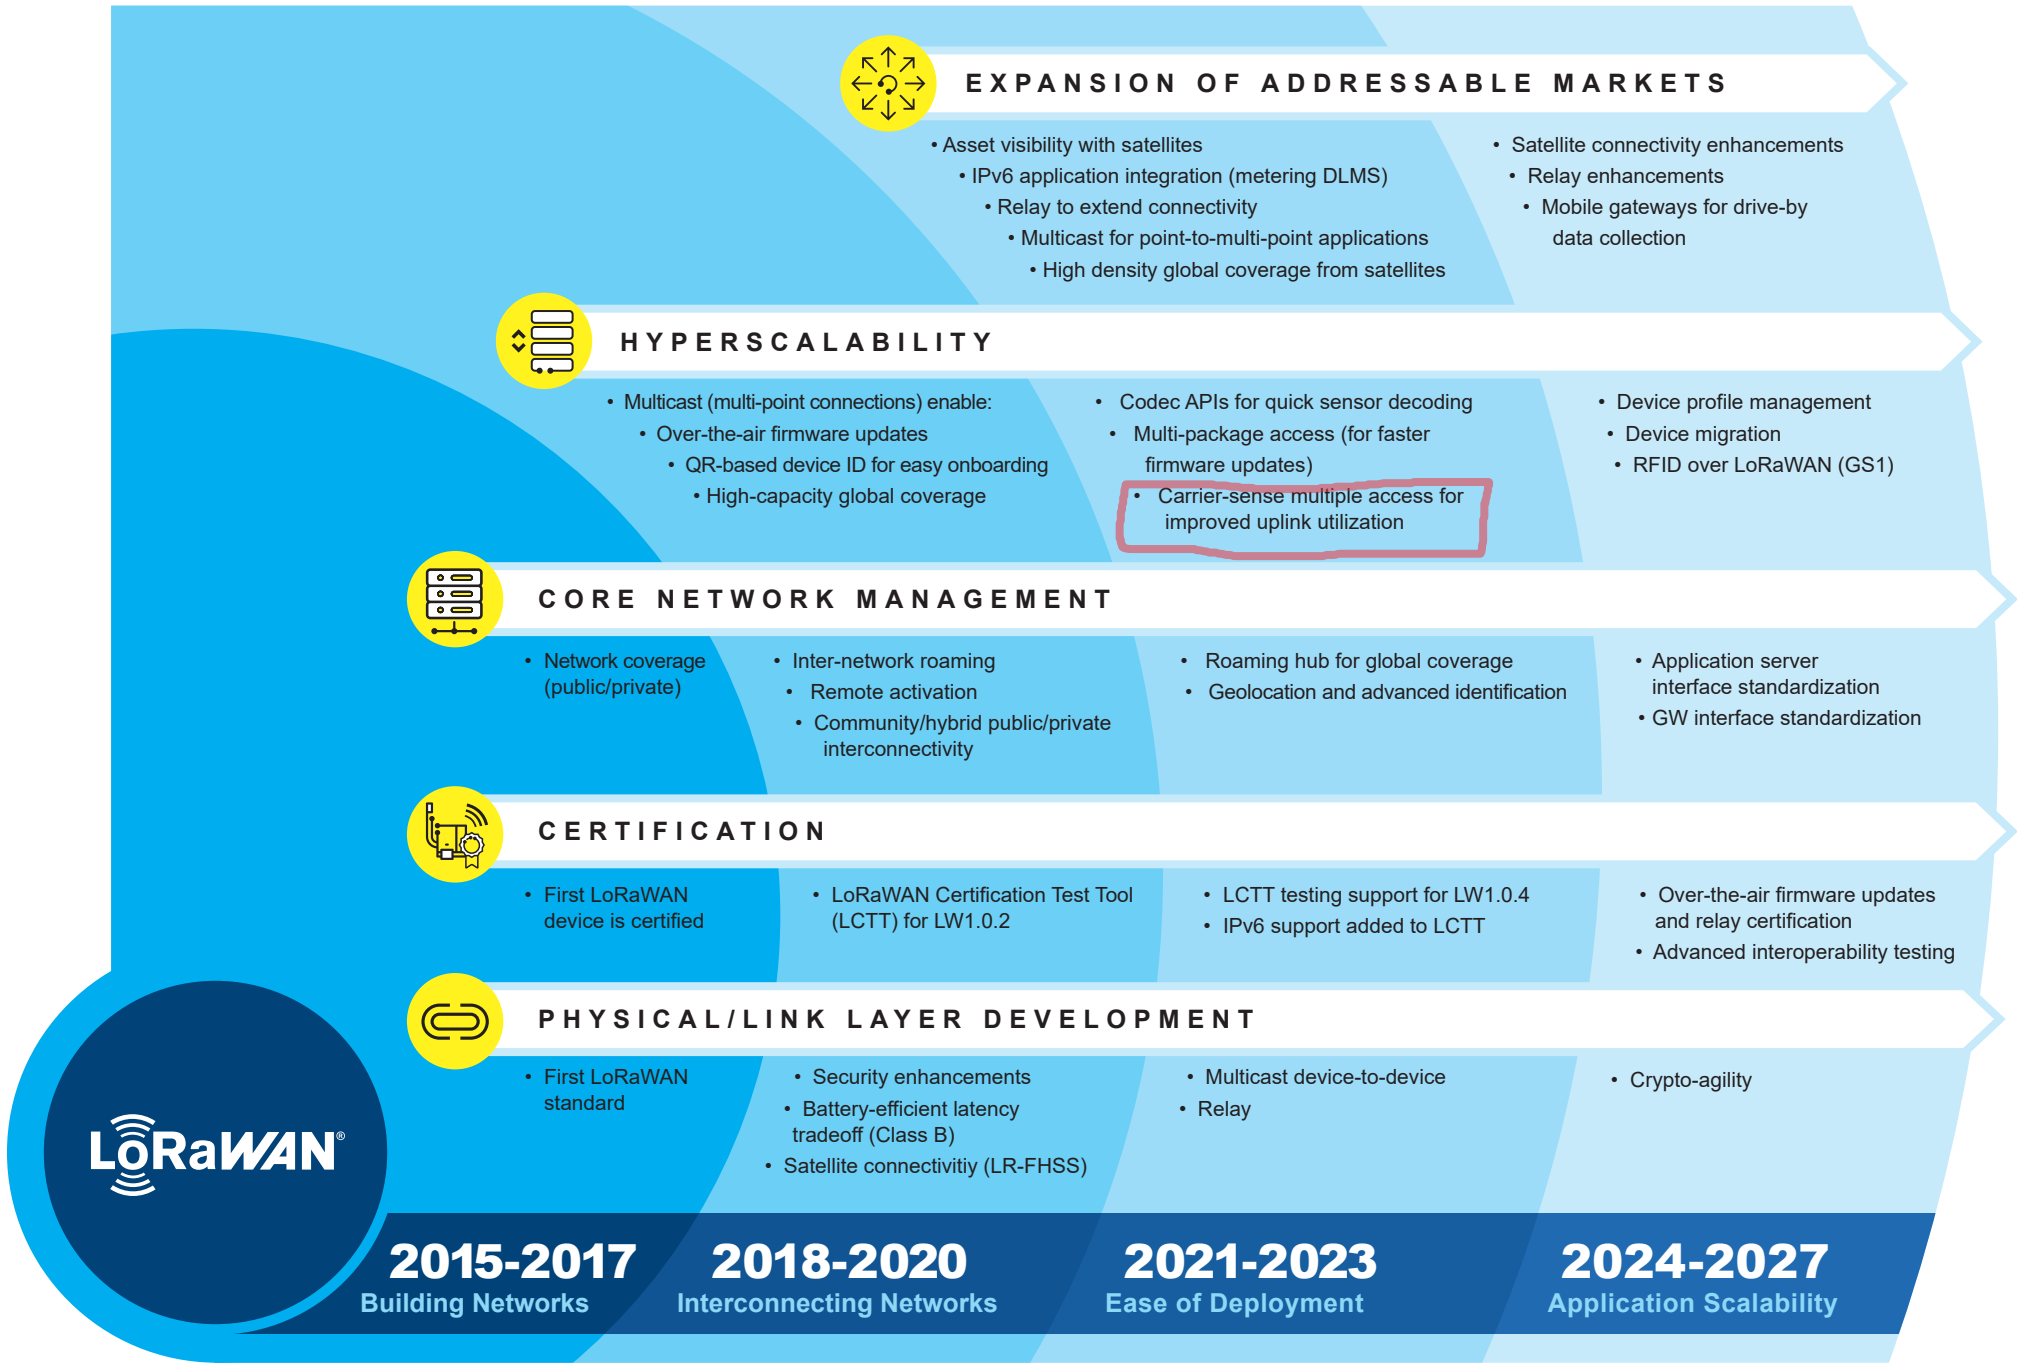 EXPANSION OF ADDRESSABLE MARKETS
• Asset visibility with satellites
• IPv6 application integration (metering DLMS)
• Relay to extend connectivity
• Multicast for point-to-multi-point applications
• High density global coverage from satellites
• Satellite connectivity enhancements
• Relay enhancements
• Mobile gateways for drive-by
data collection
HYPERSCALABILITY
• Multicast (multi-point connections) enable:
• Over-the-air firmware updates
• QR-based device ID for easy onboarding
• High-capacity global coverage
• Codec APIs for quick sensor decoding
• Multi-package access (for faster
firmware updates)
• Carrier-sense multiple access for
improved uplink utilization
• Device profile management
• Device migration
• RFID over LoRaWAN (GS1)
CORE NETWORK MANAGEMENT
• Network coverage
(public/private)
• Inter-network roaming
• Remote activation
• Community/hybrid public/private
interconnectivity
• Roaming hub for global coverage
• Geolocation and advanced identification
• Application server
interface standardization
• GW interface standardization
CERTIFICATION
• First LoRaWAN
device is certified
• LoRaWAN Certification Test Tool
(LCTT) for LW1.0.2
• LCTT testing support for LW1.0.4
• IPv6 support added to LCTT
• Over-the-air firmware updates
and relay certification
• Advanced interoperability testing
PHYSICAL/LINK LAYER DEVELOPMENT
• First LoRaWAN
standard
• Security enhancements
• Battery-efficient latency
tradeoff (Class B)
• Satellite connectivitiy (LR-FHSS)
• Multicast device-to-device
• Relay
• Crypto-agility
LoRaWAN®
2015-2017
Building Networks
2018-2020
Interconnecting Networks
2021-2023
Ease of Deployment
2024-2027
Application Scalability